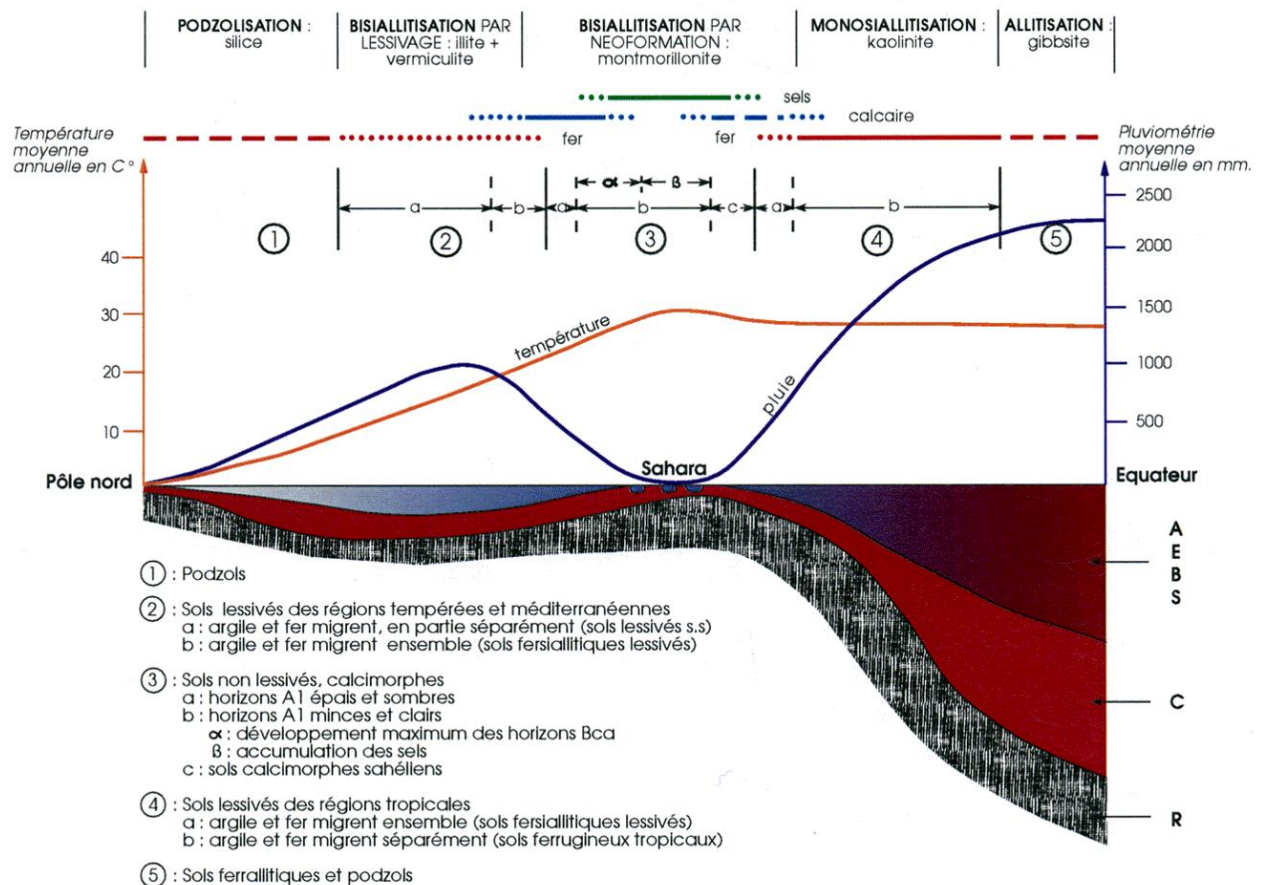 PODZOLISATION :
silice
BISIALLITISATION PAR
LESSIVAGE : illite +
vermiculite
BISIALLITISATION PAR
NEOFORMATION :
montmorillonite
MONOSIALLITISATION :
kaolinite
ALLITISATION :
gibbsite
sels
calcaire
fer
fer
Température
moyenne
annuelle en C°
Pluviométrie
moyenne
annuelle en mm.
α
ß
a
b
a
b
c
a
b
1
2
3
4
5
40
30
20
10
2500
2000
1500
1000
500
température
pluie
Pôle nord
Sahara
Equateur
A
E
B
S
C
R
1 : Podzols
2 : Sols lessivés des régions tempérées et méditerranéennes
a : argile et fer migrent, en partie séparément (sols lessivés s.s)
b : argile et fer migrent ensemble (sols fersiallitiques lessivés)
3 : Sols non lessivés, calcimorphes
a : horizons A1 épais et sombres
b : horizons A1 minces et clairs
α : développement maximum des horizons Bca
ß : accumulation des sels
c : sols calcimorphes sahéliens
4 : Sols lessivés des régions tropicales
a : argile et fer migrent ensemble (sols fersiallitiques lessivés)
b : argile et fer migrent séparément (sols ferrugineux tropicaux)
5 : Sols ferrallitiques et podzols